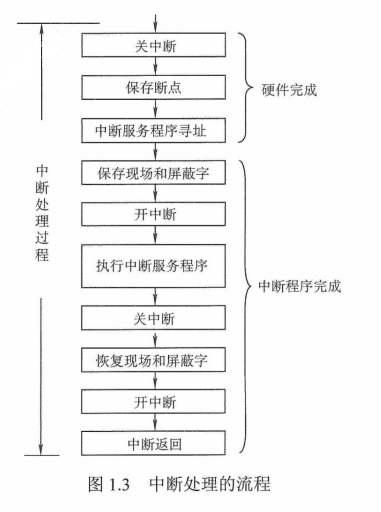 关中断
保存断点
中断服务程序寻址
硬件完成
保存现场和屏蔽字
开中断
执行中断服务程序
关中断
恢复现场和屏蔽字
开中断
中断返回
中断程序完成
中断处理过程
图 1.3 中断处理的流程